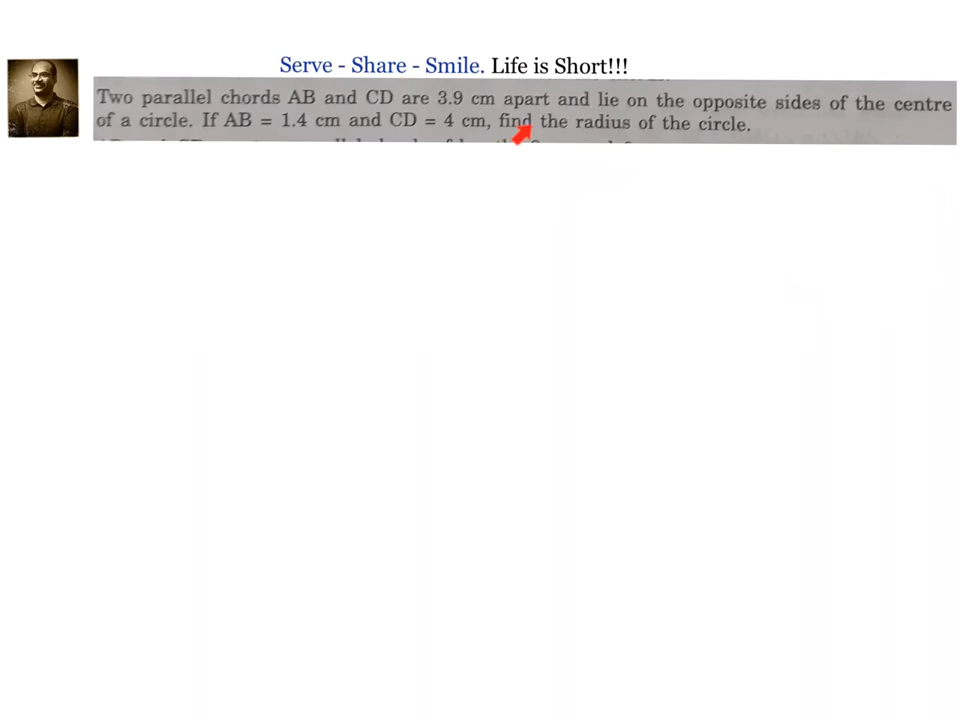 Serve - Share - Smile. Life is Short!!!
Two parallel chords AB and CD are 3.9 cm apart and lie on the opposite sides of the centre
of a circle. If AB = 1.4 cm and CD = 4 cm, find the radius of the circle.